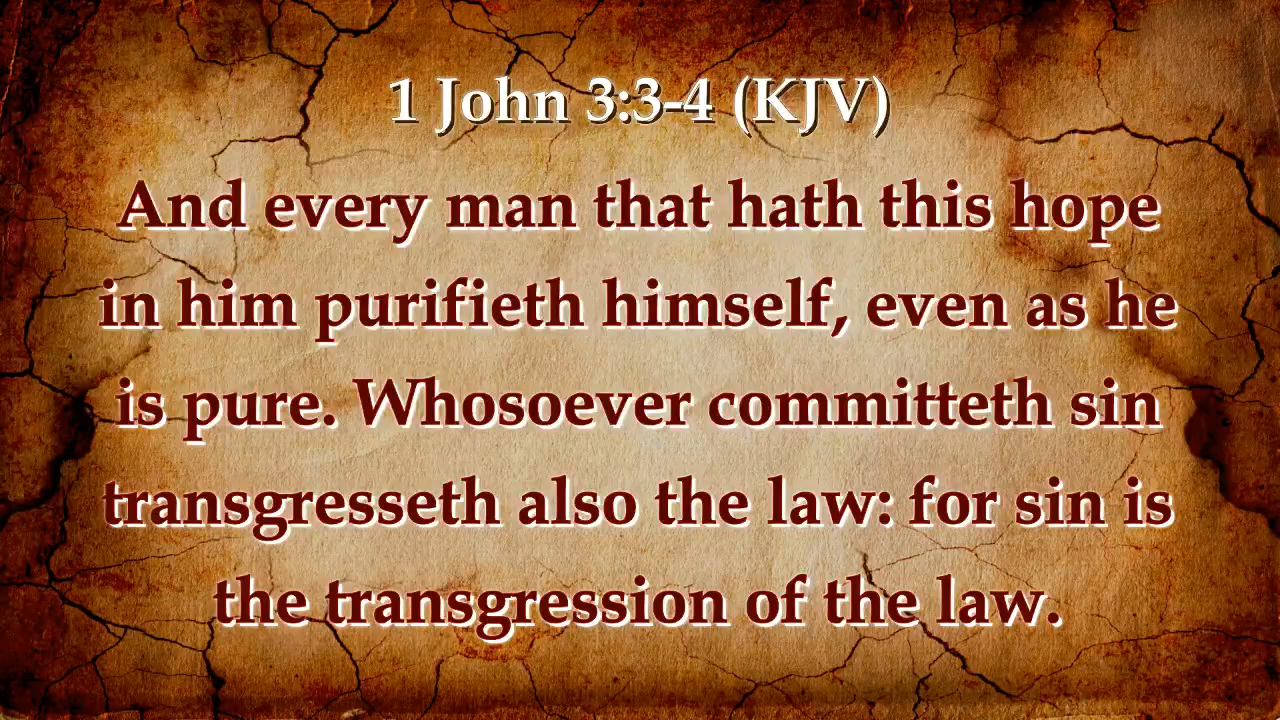 1 John 3:3-4 (KJV)
And every man that hath this hope
in him purifieth himself, even as he
is pure. Whosoever committeth sin
transgresseth also the law: for sin is
the transgression of the law.